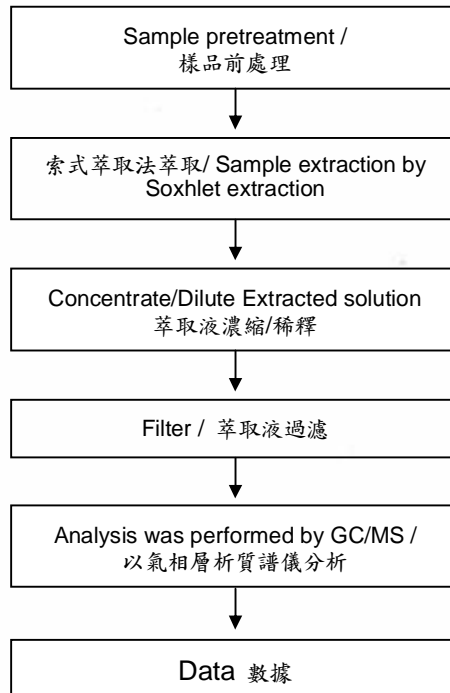 Sample pretreatment /
樣品前處理
索式萃取法萃取/ Sample extraction by
Soxhlet extraction
Concentrate/Dilute Extracted solution
萃取液濃縮/稀釋
Filter / 萃取液過濾
Analysis was performed by GC/MS /
以氣相層析質譜儀分析
Data 數據